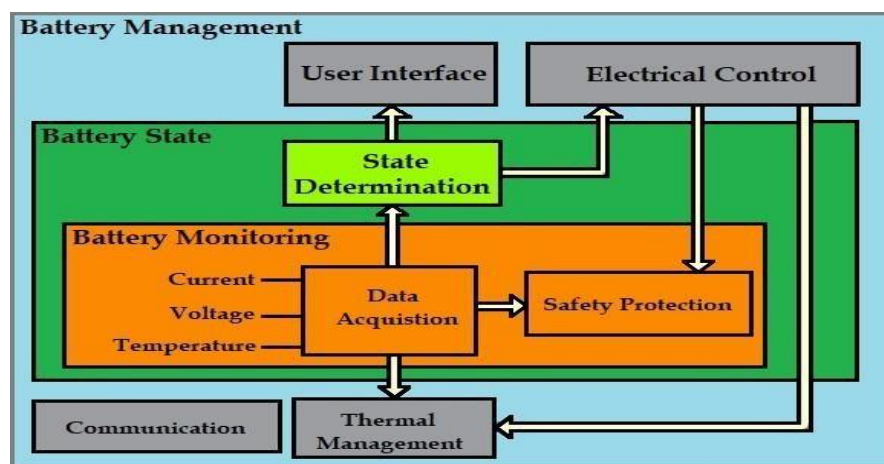 Battery Management
User Interface
Electrical Control
Battery State
State
Determination
Battery Monitoring
Current
Voltage
Temperature
Data
Acquistion
Safety Protection
Communication
Thermal
Management